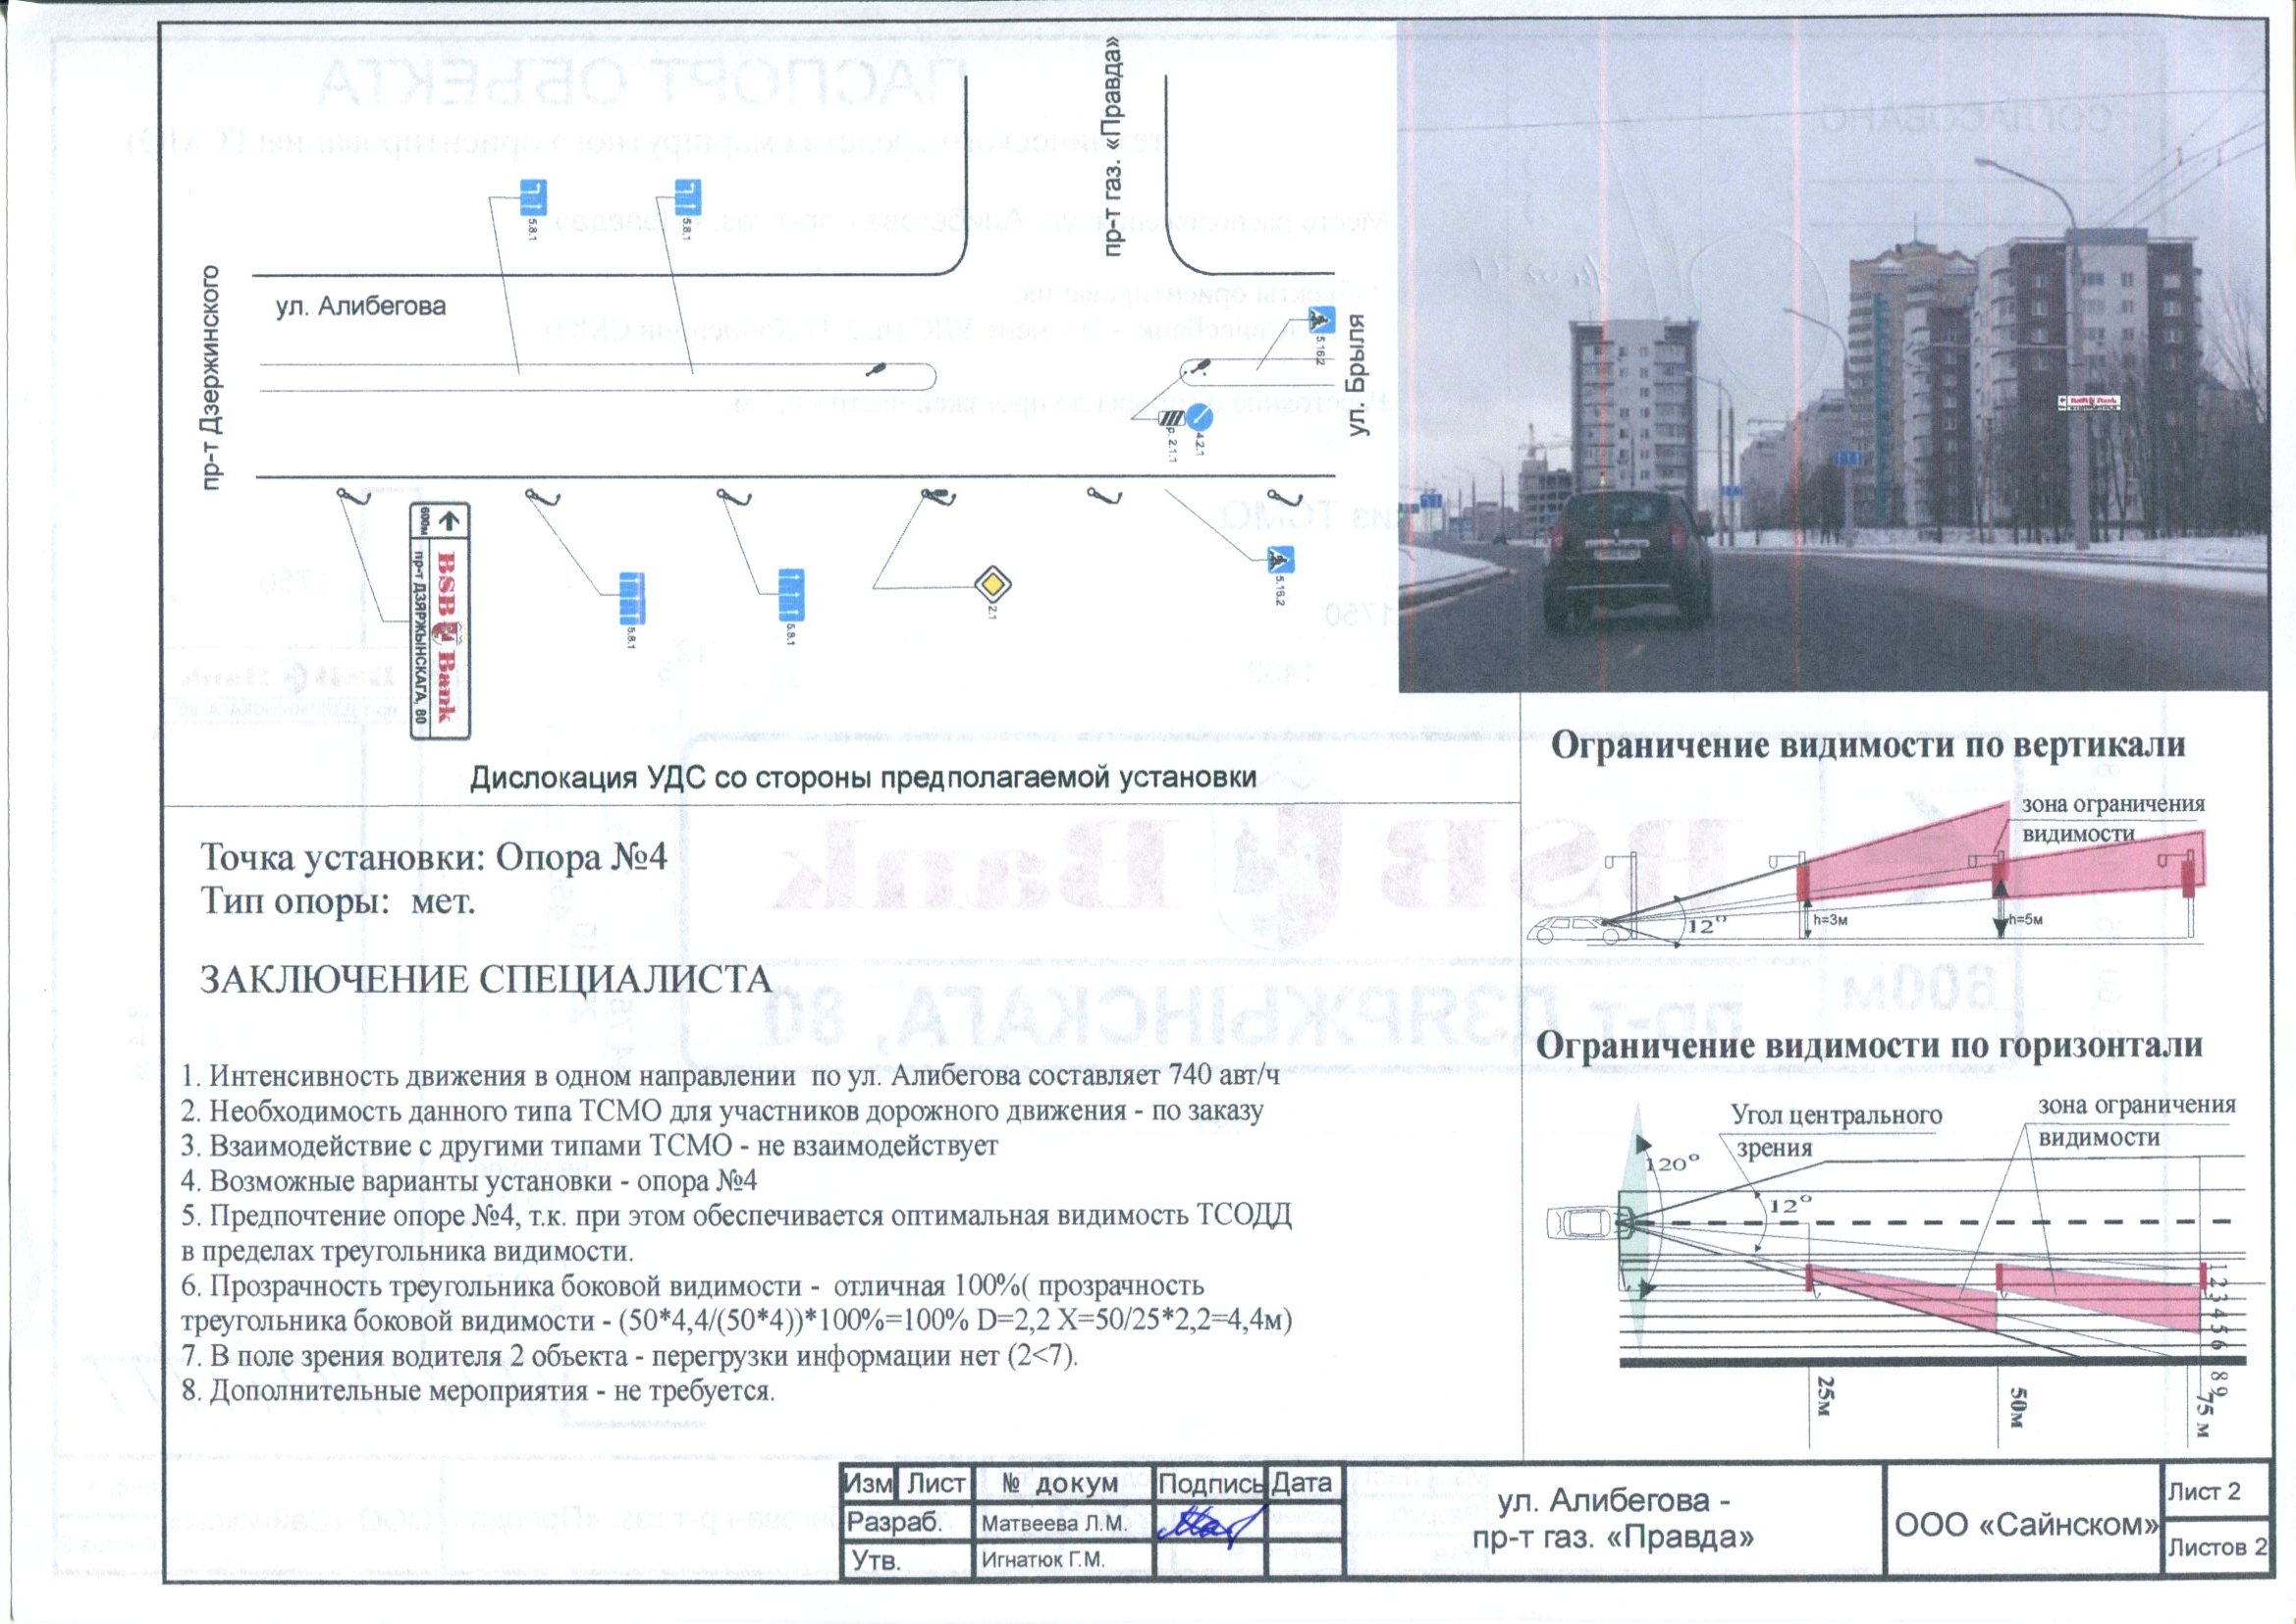 пр-т газ. «Правда»
5.8.1
5.8.1
пр-т Дзержинского
ул. Алибегова
5.162
ул. Брыля
р. 2.1.1
4.2.1
600м
BSB Bank
пр-т ДЗЯРЖЫНСКАГА, 80
5.8.1
5.8.1
2.1
5.16.2
Дислокация УДС со стороны предполагаемой установки
Точка установки: Опора №4
Тип опоры: мет.
ЗАКЛЮЧЕНИЕ СПЕЦИАЛИСТА
1. Интенсивность движения в одном направлении по ул. Алибегова составляет 740 авт/ч
2. Необходимость данного типа ТСМО для участников дорожного движения - по заказу
3. Взаимодействие с другими типами ТСМО - не взаимодействует
4. Возможные варианты установки - опора №4
5. Предпочтение опоре №4, т.к. при этом обеспечивается оптимальная видимость ТСОДД
в пределах треугольника видимости.
6. Прозрачность треугольника боковой видимости - отличная 100%( прозрачность
треугольника боковой видимости - (50*4,4/(50*4))*100%=100% D=2,2 X=50/25*2,2=4,4м)
7. В поле зрения водителя 2 объекта - перегрузки информации нет (2<7).
8. Дополнительные мероприятия - не требуется.
BSB Bank
Ограничение видимости по вертикали
зона ограничения
видимости
12°
h=3м
h=5м
Ограничение видимости по горизонтали
Угол центрального
зрения
зона ограничения
видимости
120°
12°
1 2 3 4 5 6 8 9
25м
50м
75 м
Изм Лист № докум Подпись Дата
Разраб. Матвеева Л.М.
Утв. Игнатюк Г.М.
ул. Алибегова -
пр-т газ. «Правда»
ООО «Сайнском»
Лист 2
Листов 2